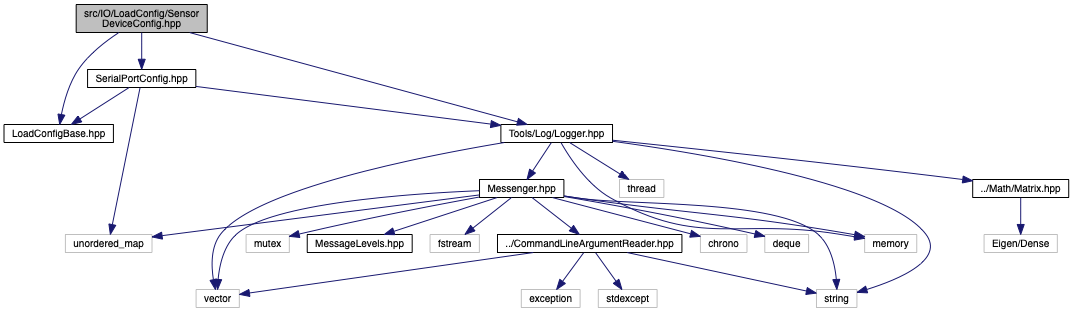 src/IO/LoadConfig/Sensor
DeviceConfig.hpp
SerialPortConfig.hpp
LoadConfigBase.hpp
Tools/Log/Logger.hpp
Messenger.hpp
thread
../Math/Matrix.hpp
unordered_map
mutex
MessageLevels.hpp
fstream
../CommandLineArgumentReader.hpp
chrono
deque
memory
Eigen/Dense
vector
exception
stdexcept
string